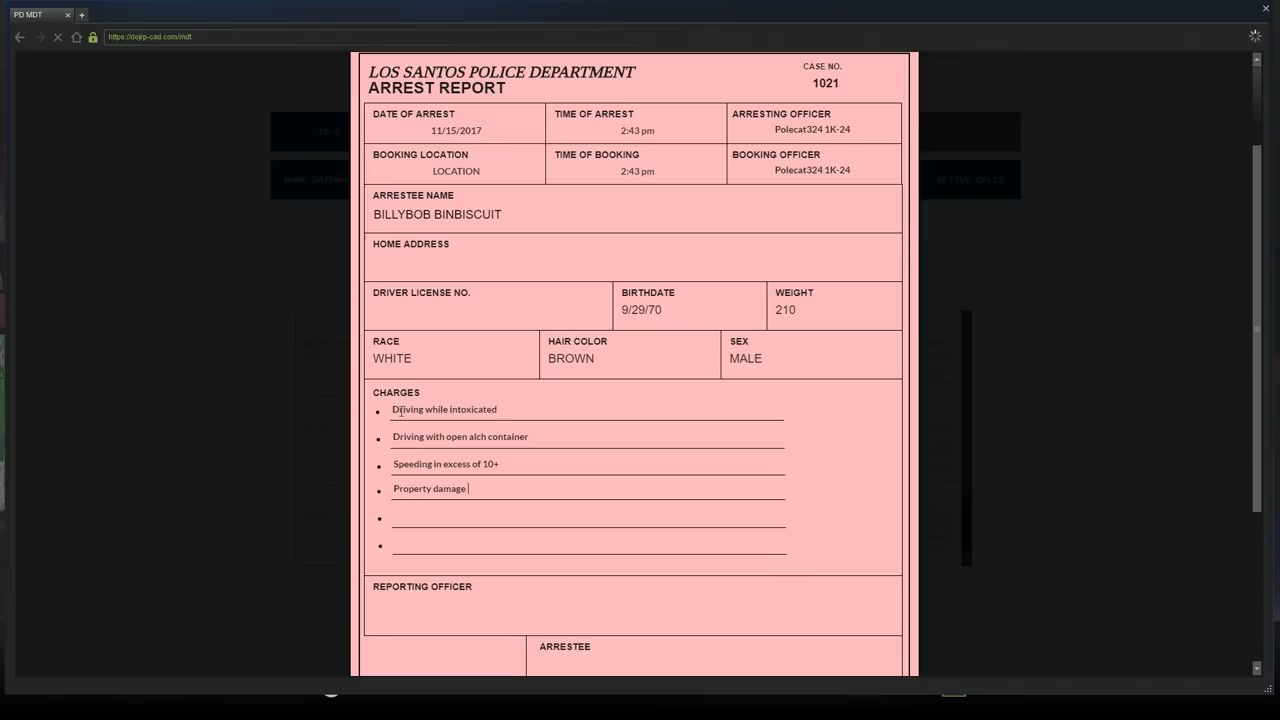 PD MDT
https://dojrp-cad.com/mdt
LOS SANTOS POLICE DEPARTMENT
ARREST REPORT
CASE NO.
1021
DATE OF ARREST
11/15/2017
TIME OF ARREST
2:43 pm
ARRESTING OFFICER
Polecat324 1K-24
BOOKING LOCATION
LOCATION
TIME OF BOOKING
2:43 pm
BOOKING OFFICER
Polecat324 1K-24
ARRESTEE NAME
BILLYBOB BINBISCUIT
HOME ADDRESS
DRIVER LICENSE NO.
BIRTHDATE
9/29/70
WEIGHT
210
RACE
WHITE
HAIR COLOR
BROWN
SEX
MALE
CHARGES
Driving while intoxicated
Driving with open alch container
Speeding in excess of 10+
Property damage
REPORTING OFFICER
ARRESTEE
NAME
ACTIVE CALLS